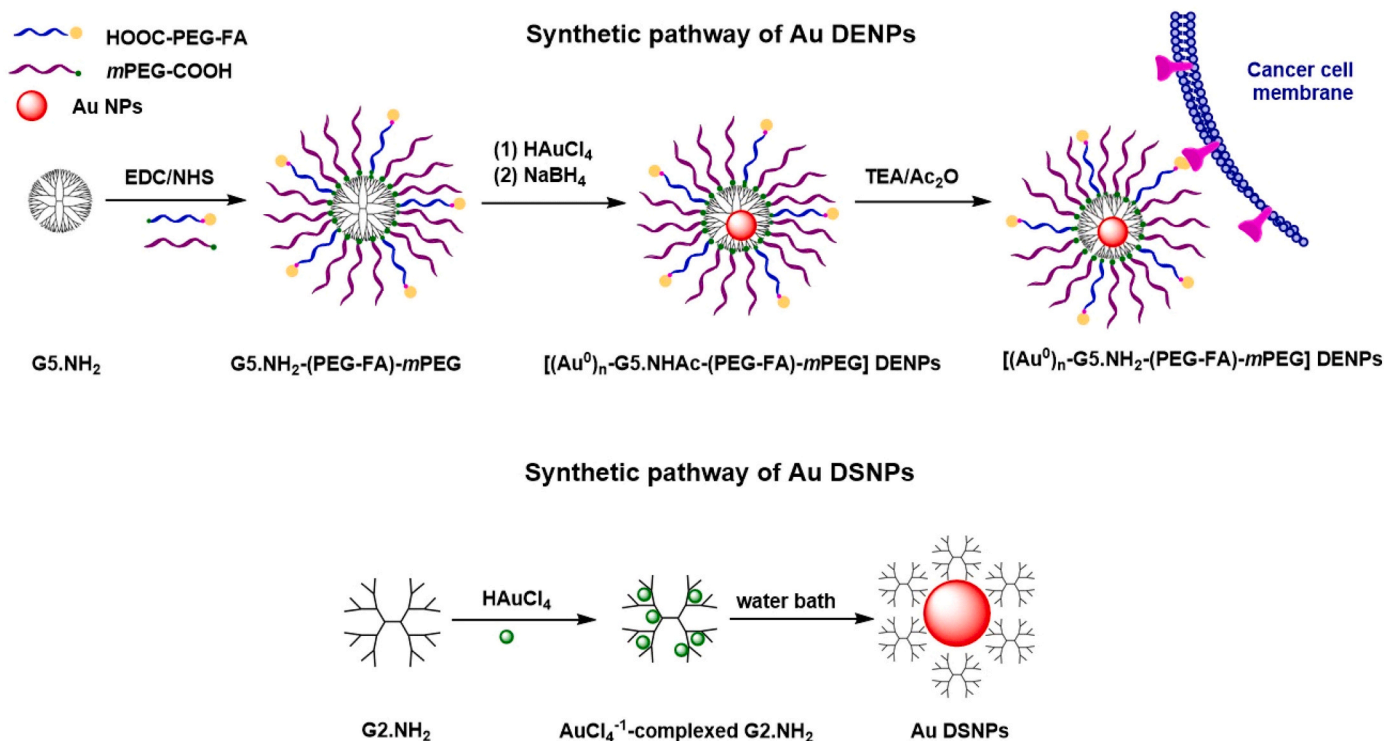 HOOC-PEG-FA
mPEG-COOH
Au NPs
Synthetic pathway of Au DENPs
Cancer cell
membrane
EDC/NHS
(1) HAuCl₄
(2) NaBH₄
TEA/Ac₂O
G5.NH₂
G5.NH₂-(PEG-FA)-mPEG
[(Au⁰)ₙ-G5.NHAc-(PEG-FA)-mPEG] DENPs
[(Au⁰)ₙ-G5.NH₂-(PEG-FA)-mPEG] DENPs
Synthetic pathway of Au DSNPs
HAuCl₄
water bath
G2.NH₂
AuCl₄⁻¹-complexed G2.NH₂
Au DSNPs